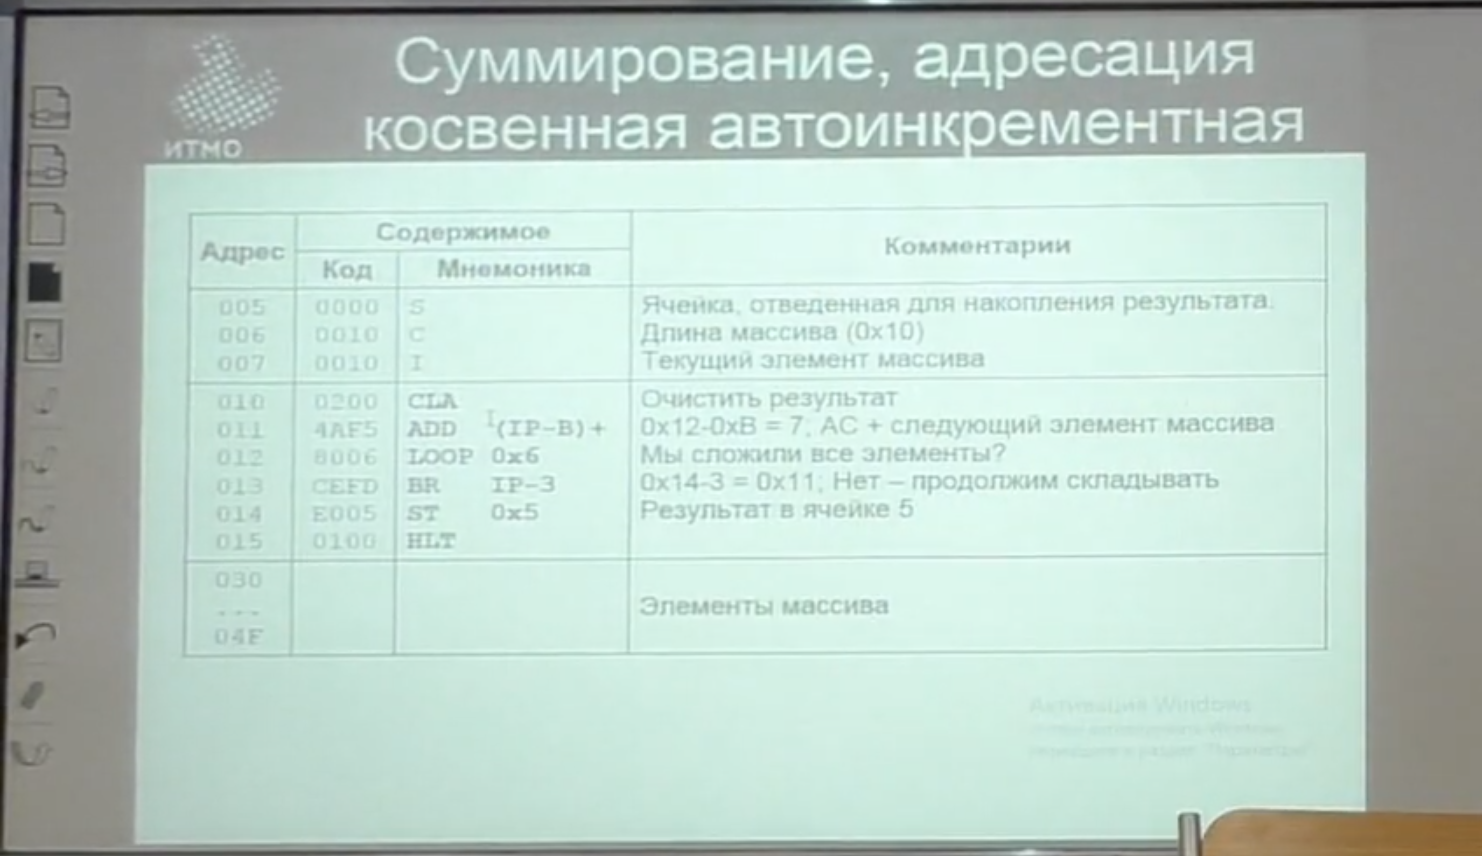 Суммирование, адресация
косвенная автоинкрементная
ИТМО
Адрес Содержимое Комментарии
Код Мнемоника
005 0000 S Ячейка, отведенная для накопления результата.
006 0010 C Длина массива (0x10)
007 0010 I Текущий элемент массива
010 0200 CLA Очистить результат
011 4AF5 ADD (IP-B)+ 0x12-0xB = 7; AC + следующий элемент массива
012 8006 LOOP 0x6 Мы сложили все элементы?
013 CEFD BR IP-3 0x14-3 = 0x11; Нет – продолжим складывать
014 E005 ST 0x5 Результат в ячейке 5
015 0100 HLT
030
... Элементы массива
04F
Активация Windows